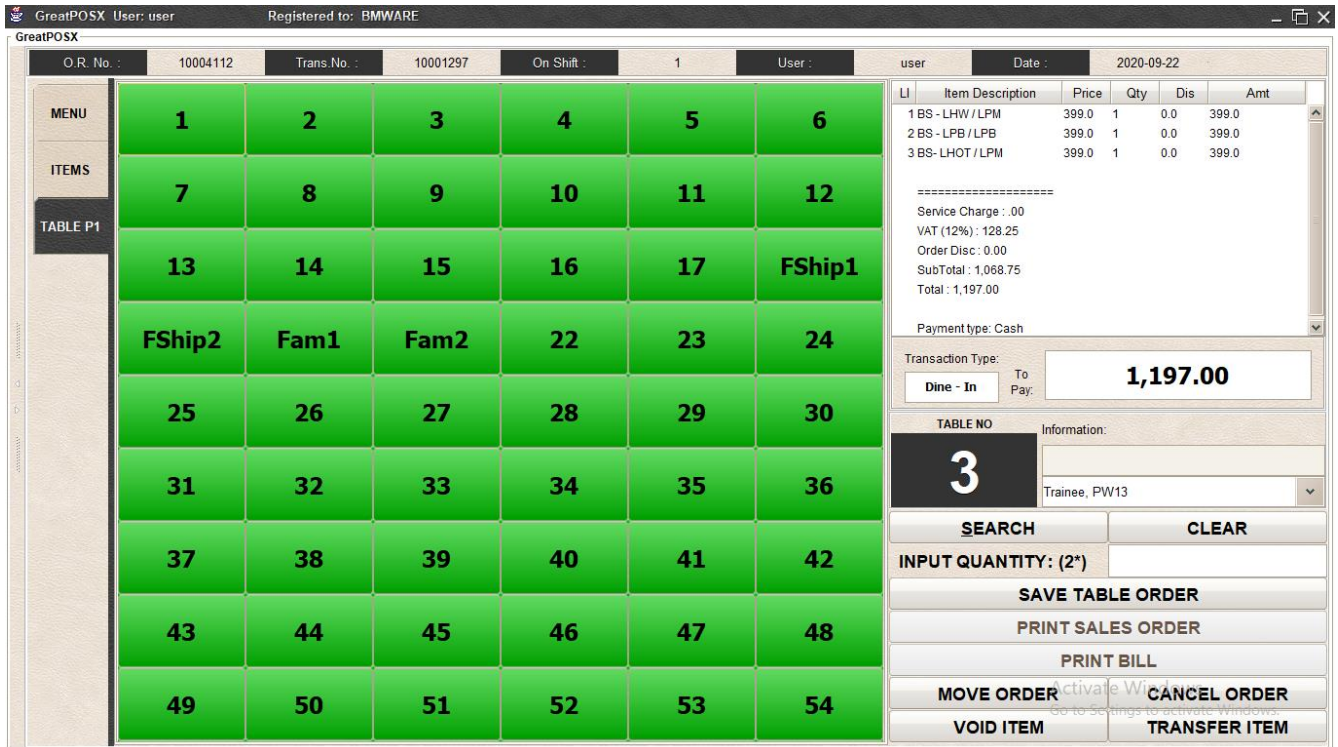 GreatPOSX User: user Registered to: BMWARE
GreatPOSX
O.R. No. : 10004112 Trans.No. : 10001297 On Shift : 1 User : user Date : 2020-09-22
MENU
ITEMS
TABLE P1
1 2 3 4 5 6
7 8 9 10 11 12
13 14 15 16 17 FShip1
FShip2 Fam1 Fam2 22 23 24
25 26 27 28 29 30
31 32 33 34 35 36
37 38 39 40 41 42
43 44 45 46 47 48
49 50 51 52 53 54
LI Item Description Price Qty Dis Amt
1 BS - LHW / LPM 399.0 1 0.0 399.0
2 BS - LPB / LPB 399.0 1 0.0 399.0
3 BS- LHOT / LPM 399.0 1 0.0 399.0
====================
Service Charge : .00
VAT (12%) : 128.25
Order Disc : 0.00
SubTotal : 1,068.75
Total : 1,197.00
Payment type: Cash
Transaction Type:
Dine - In
To
Pay:
1,197.00
TABLE NO
3
Information:
Trainee, PW13
SEARCH CLEAR
INPUT QUANTITY: (2*)
SAVE TABLE ORDER
PRINT SALES ORDER
PRINT BILL
Activate Windows
MOVE ORDER CANCEL ORDER
Go to Settings to activate Windows.
VOID ITEM TRANSFER ITEM